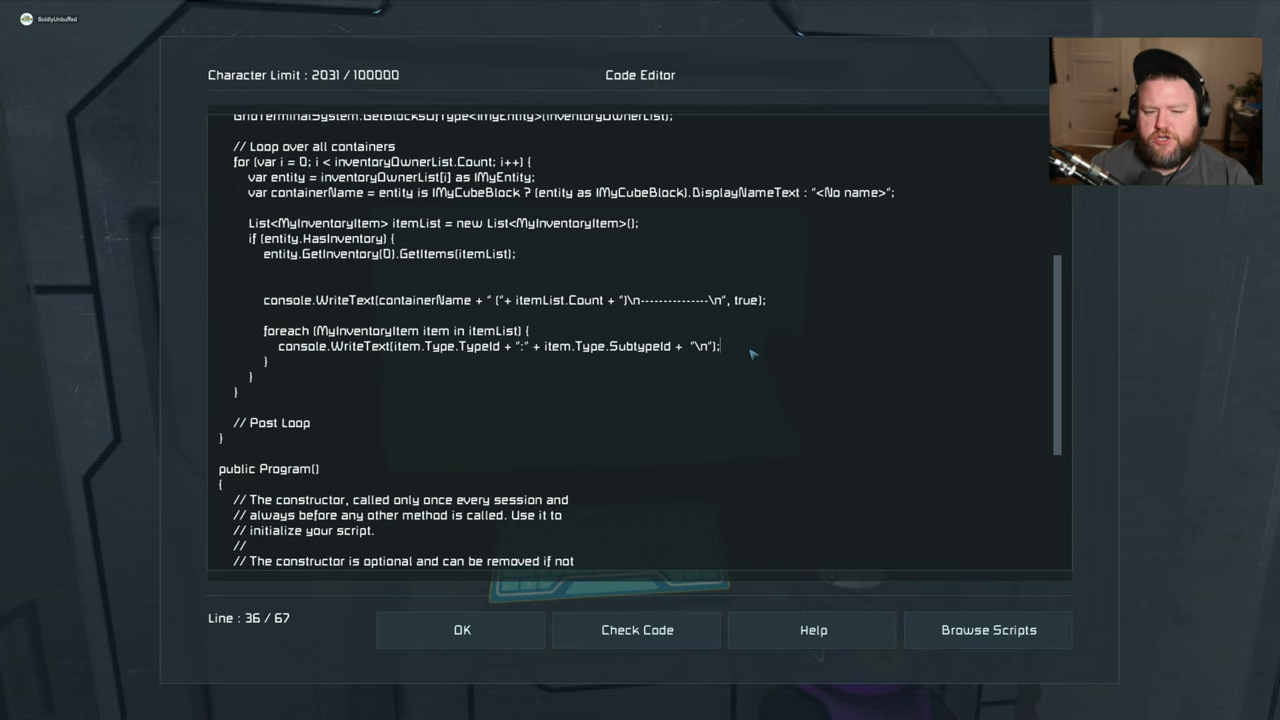 BoldlyUnbuffed
Character Limit : 2031 / 100000
Code Editor
GridTerminalSystem.GetBlocksOfType<IMyEntity>(inventoryOwnerList);
// Loop over all containers
for (var i = 0; i < inventoryOwnerList.Count; i++) {
var entity = inventoryOwnerList[i] as IMyEntity;
var containerName = entity is IMyCubeBlock ? (entity as IMyCubeBlock).DisplayNameText : "<No name>";
List<MyInventoryItem> itemList = new List<MyInventoryItem>();
if (entity.HasInventory) {
entity.GetInventory(0).GetItems(itemList);
console.WriteText(containerName + " ("+ itemList.Count + ")\n---------------\n", true);
foreach (MyInventoryItem item in itemList) {
console.WriteText(item.Type.TypeId + ":" + item.Type.SubtypeId +  "\n");
}
}
}
// Post Loop
}
public Program()
{
// The constructor, called only once every session and
// always before any other method is called. Use it to
// initialize your script.
//
// The constructor is optional and can be removed if not
Line : 36 / 67
OK
Check Code
Help
Browse Scripts